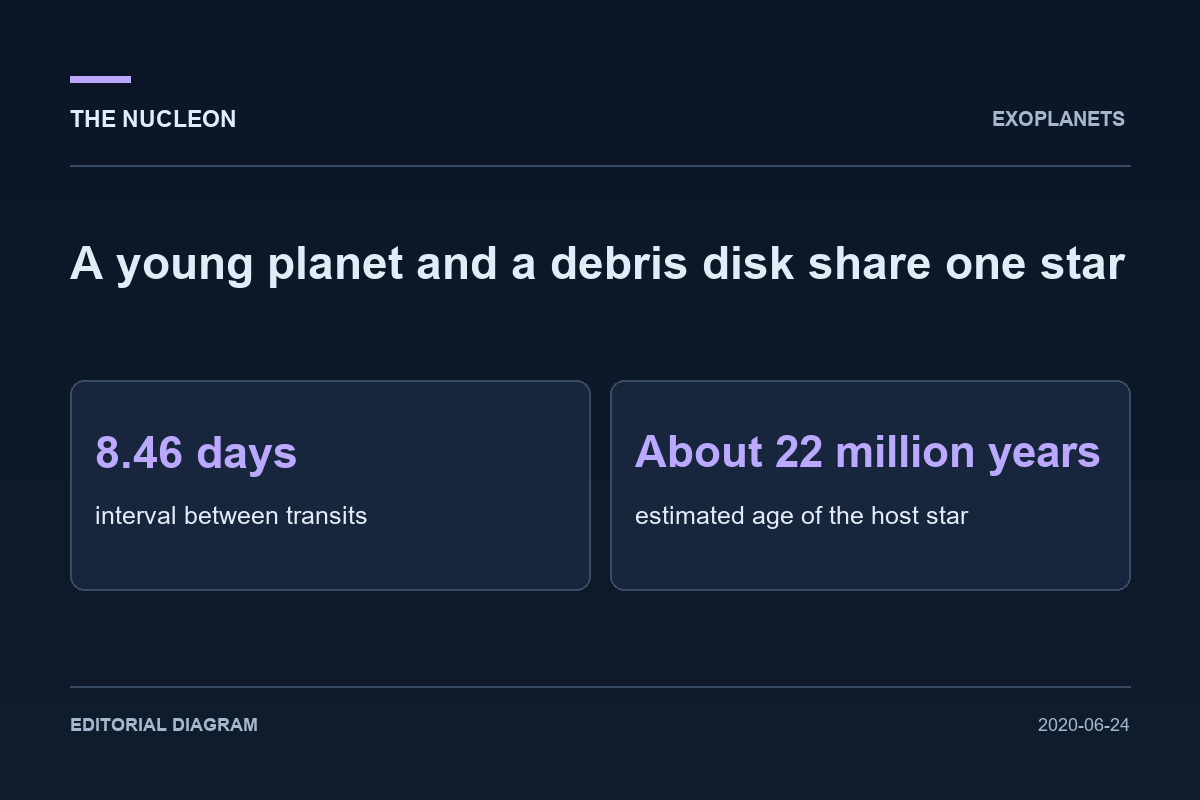 THE NUCLEON
EXOPLANETS
A young planet and a debris disk share one star
8.46 days
interval between transits
About 22 million years
estimated age of the host star
EDITORIAL DIAGRAM
2020-06-24